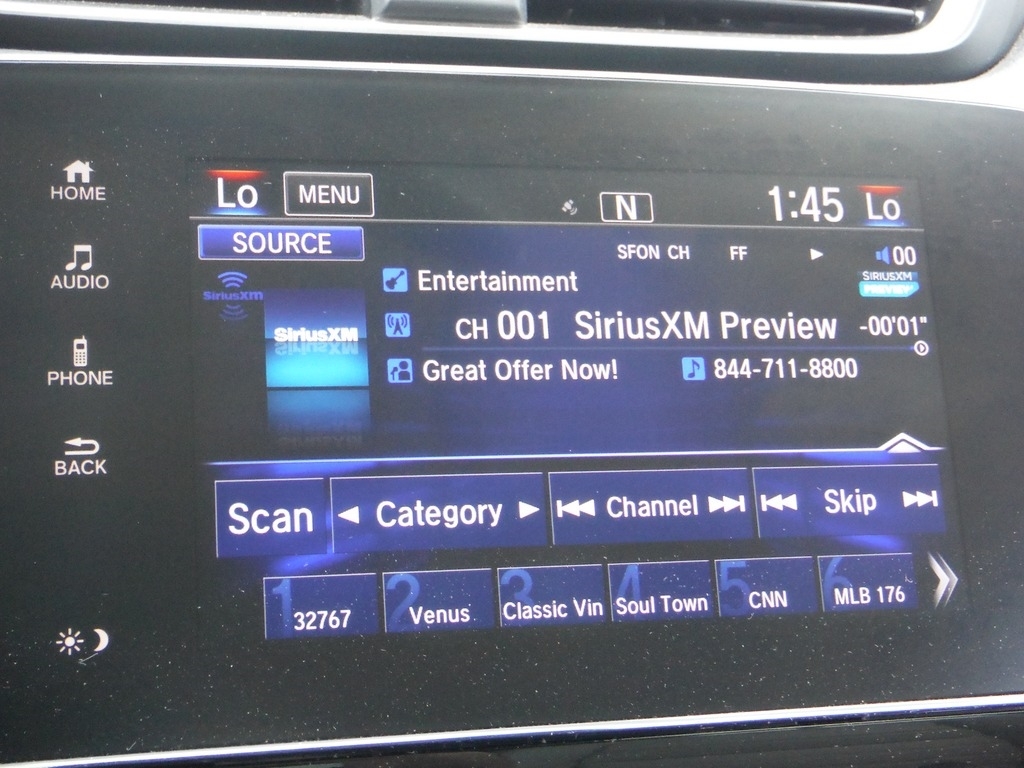 HOME
AUDIO
PHONE
BACK
Lo MENU N 1:45 Lo
SOURCE SFON CH FF 00
SiriusXm Entertainment SIRIUSXM PREVIEW
SiriusXM CH 001 SiriusXM Preview -00'01"
Great Offer Now! 844-711-8800
Scan Category Channel Skip
1 32767 2 Venus 3 Classic Vin 4 Soul Town 5 CNN 6 MLB 176